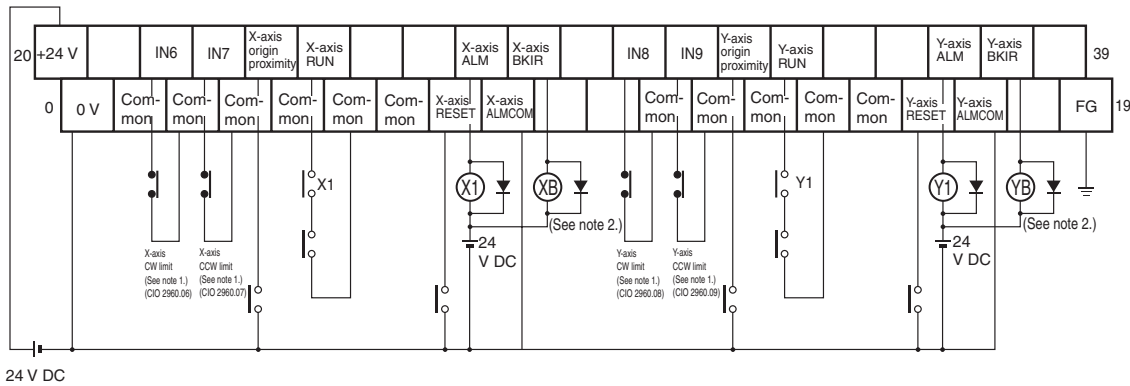 20
+24 V
IN6
IN7
X-axis
origin
proximity
X-axis
RUN
X-axis
ALM
X-axis
BKIR
IN8
IN9
Y-axis
origin
proximity
Y-axis
RUN
Y-axis
ALM
Y-axis
BKIR
39
0
0 V
Com-
mon
Com-
mon
Com-
mon
Com-
mon
Com-
mon
Com-
mon
X-axis
RESET
X-axis
ALMCOM
Com-
mon
Com-
mon
Com-
mon
Com-
mon
Com-
mon
Com-
mon
Y-axis
RESET
Y-axis
ALMCOM
FG
19
X1
X1
XB
Y1
Y1
YB
(See note 2.)
(See note 2.)
24
V DC
24
V DC
X-axis
CW limit
(See note 1.)
(CIO 2960.06)
X-axis
CCW limit
(See note 1.)
(CIO 2960.07)
Y-axis
CW limit
(See note 1.)
(CIO 2960.08)
Y-axis
CCW limit
(See note 1.)
(CIO 2960.09)
24 V DC